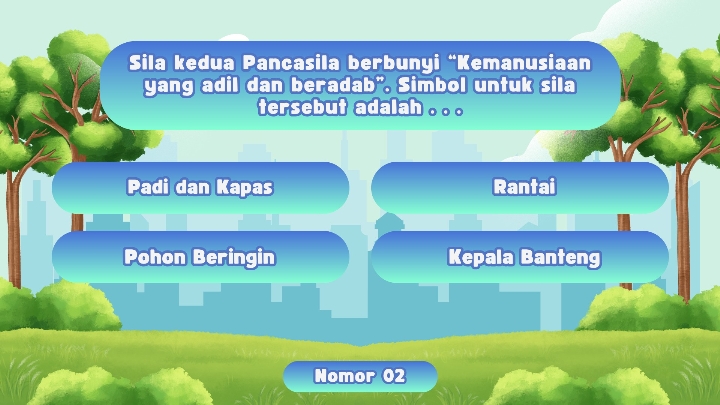 Sila kedua Pancasila berbunyi "Kemanusiaan
yang adil dan beradab". Simbol untuk sila
tersebut adalah . . .
Padi dan Kapas
Rantai
Pohon Beringin
Kepala Banteng
Nomor 02